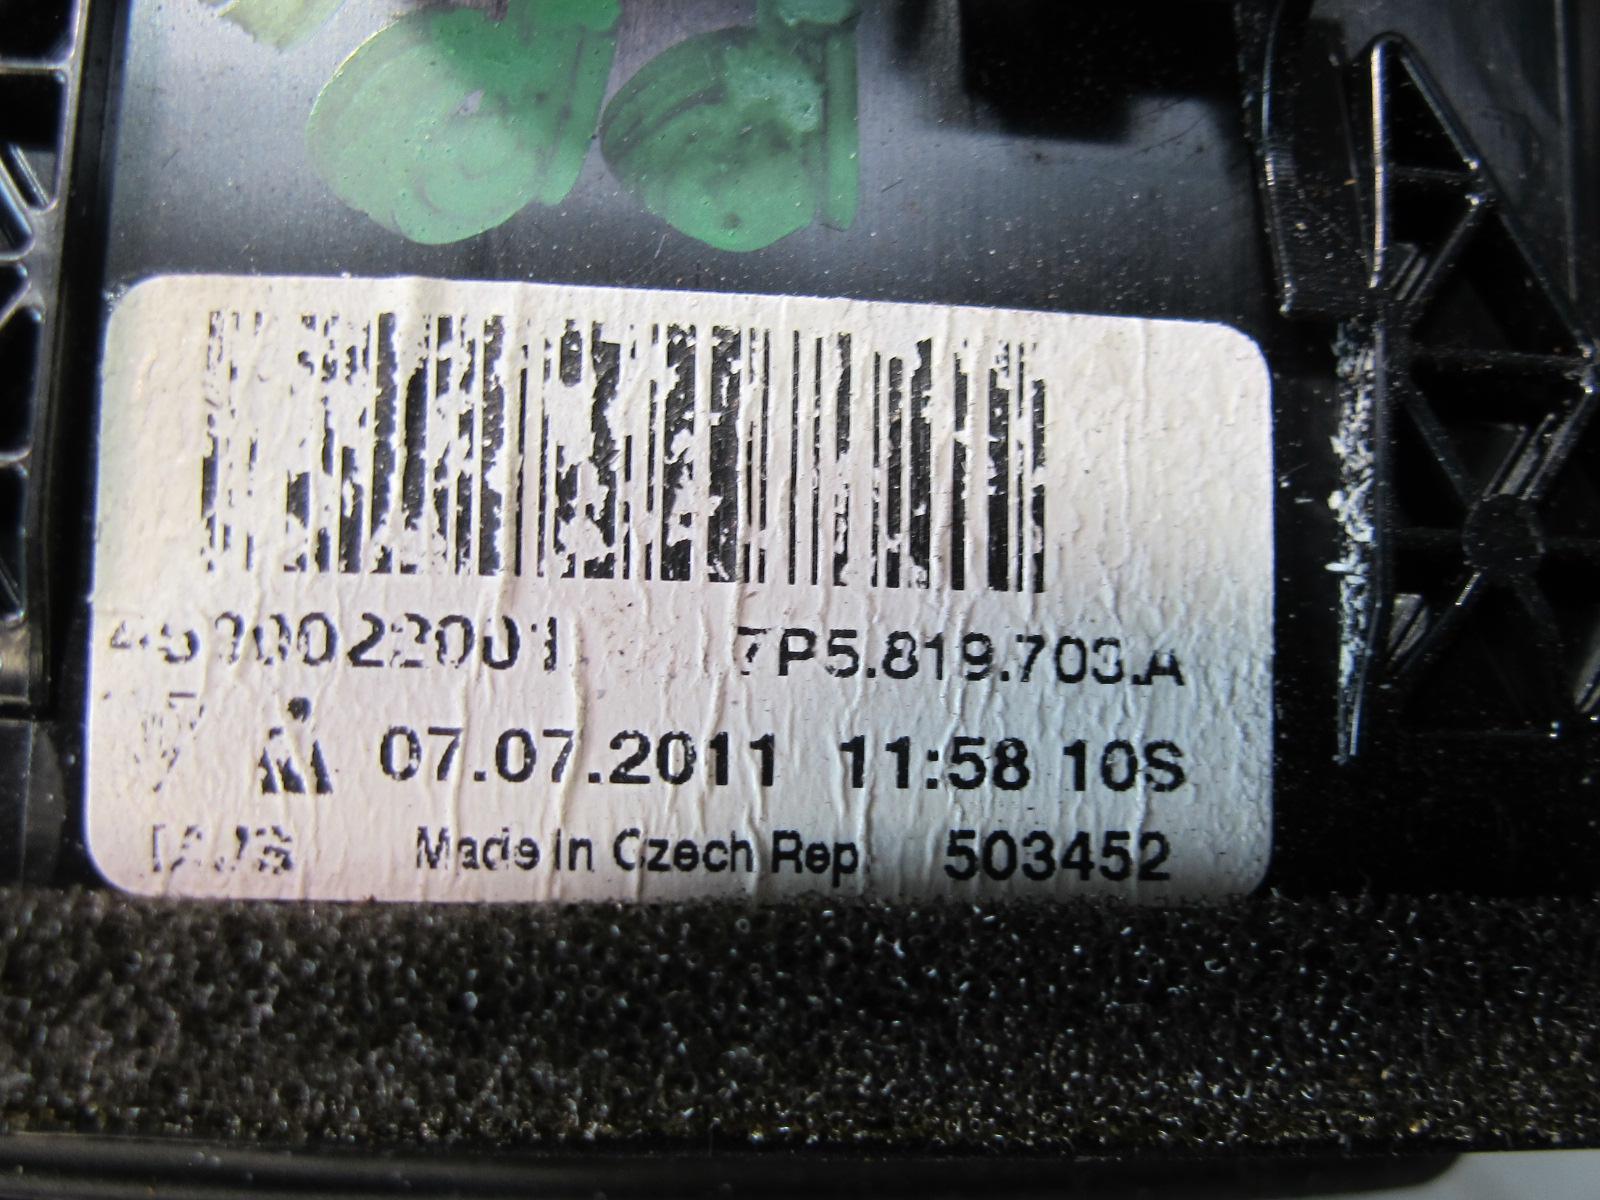 7P5.819.703.A
07.07.2011 11:58 10S
Made in Czech Rep 503452